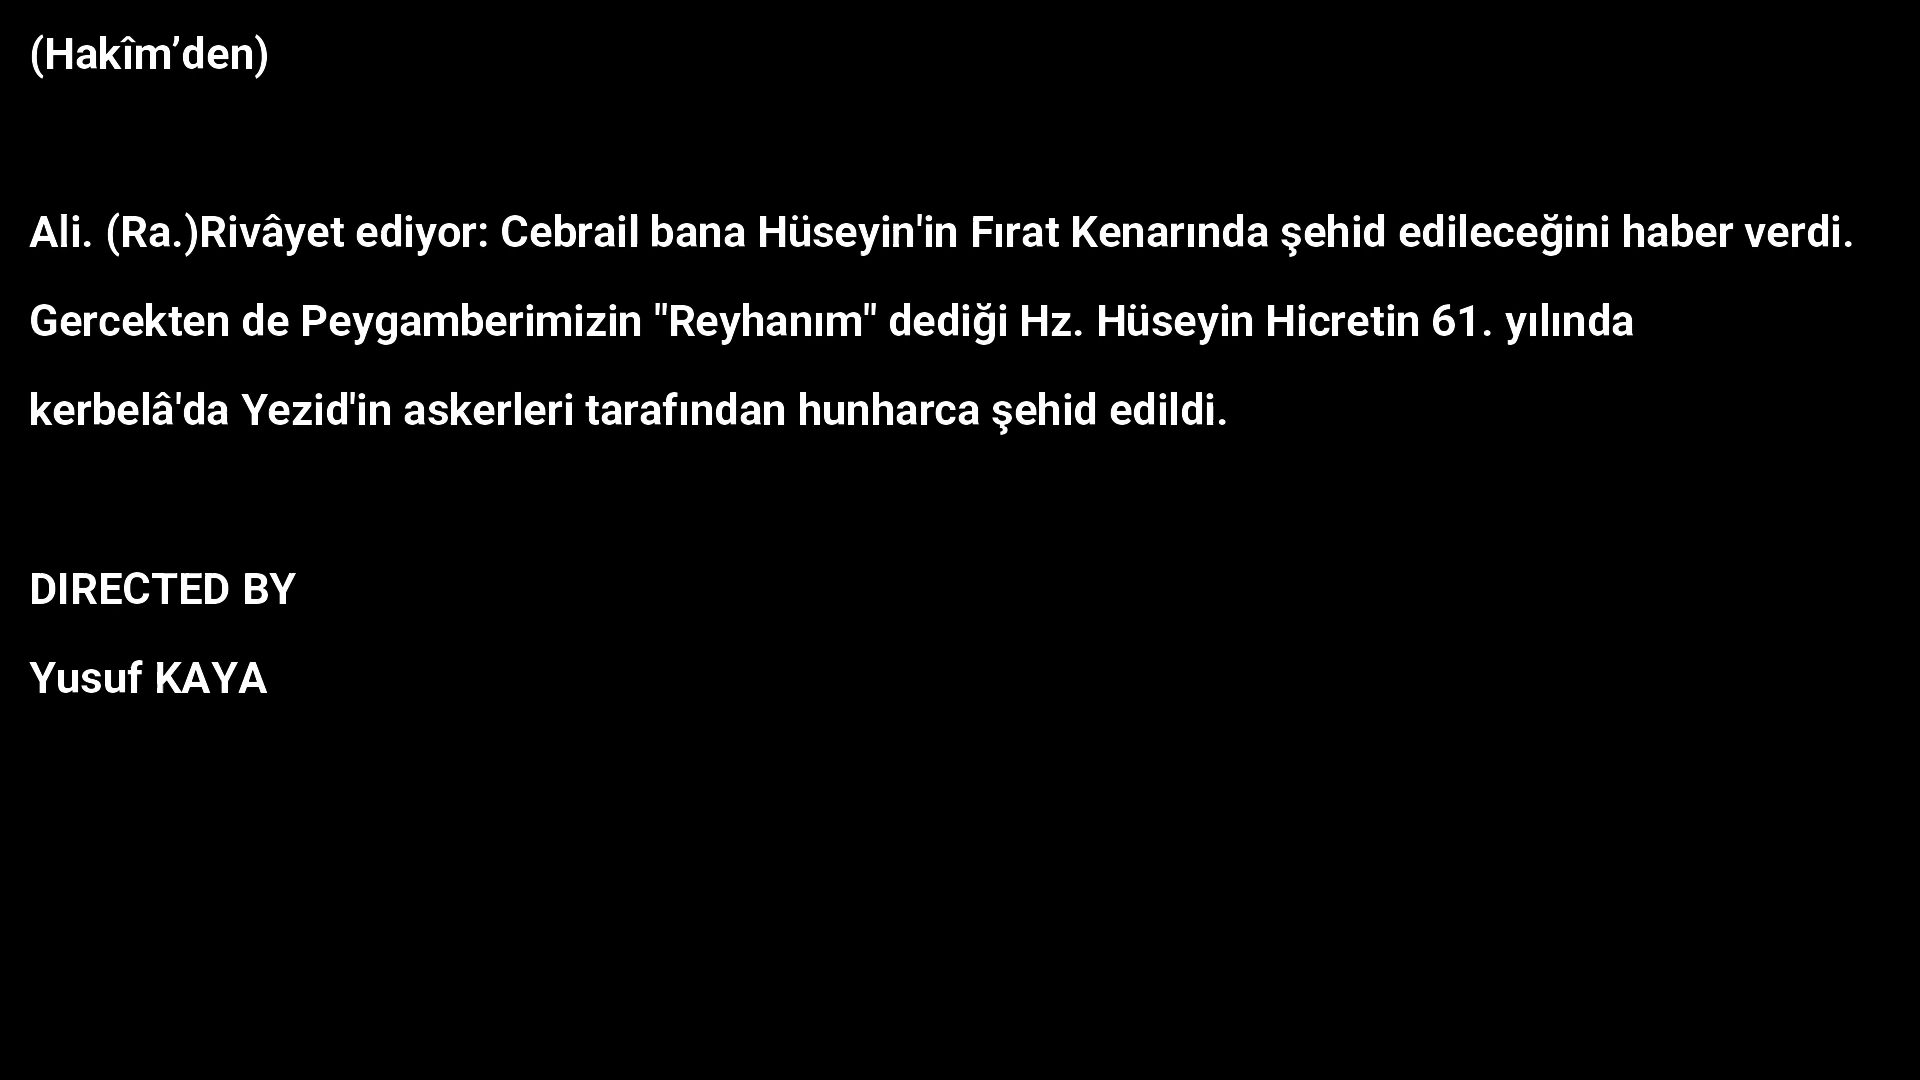 (Hakîm’den)
Ali. (Ra.)Rivâyet ediyor: Cebrail bana Hüseyin'in Fırat Kenarında şehid edileceğini haber verdi.
Gercekten de Peygamberimizin "Reyhanım" dediği Hz. Hüseyin Hicretin 61. yılında
kerbelâ'da Yezid'in askerleri tarafından hunharca şehid edildi.
DIRECTED BY
Yusuf KAYA